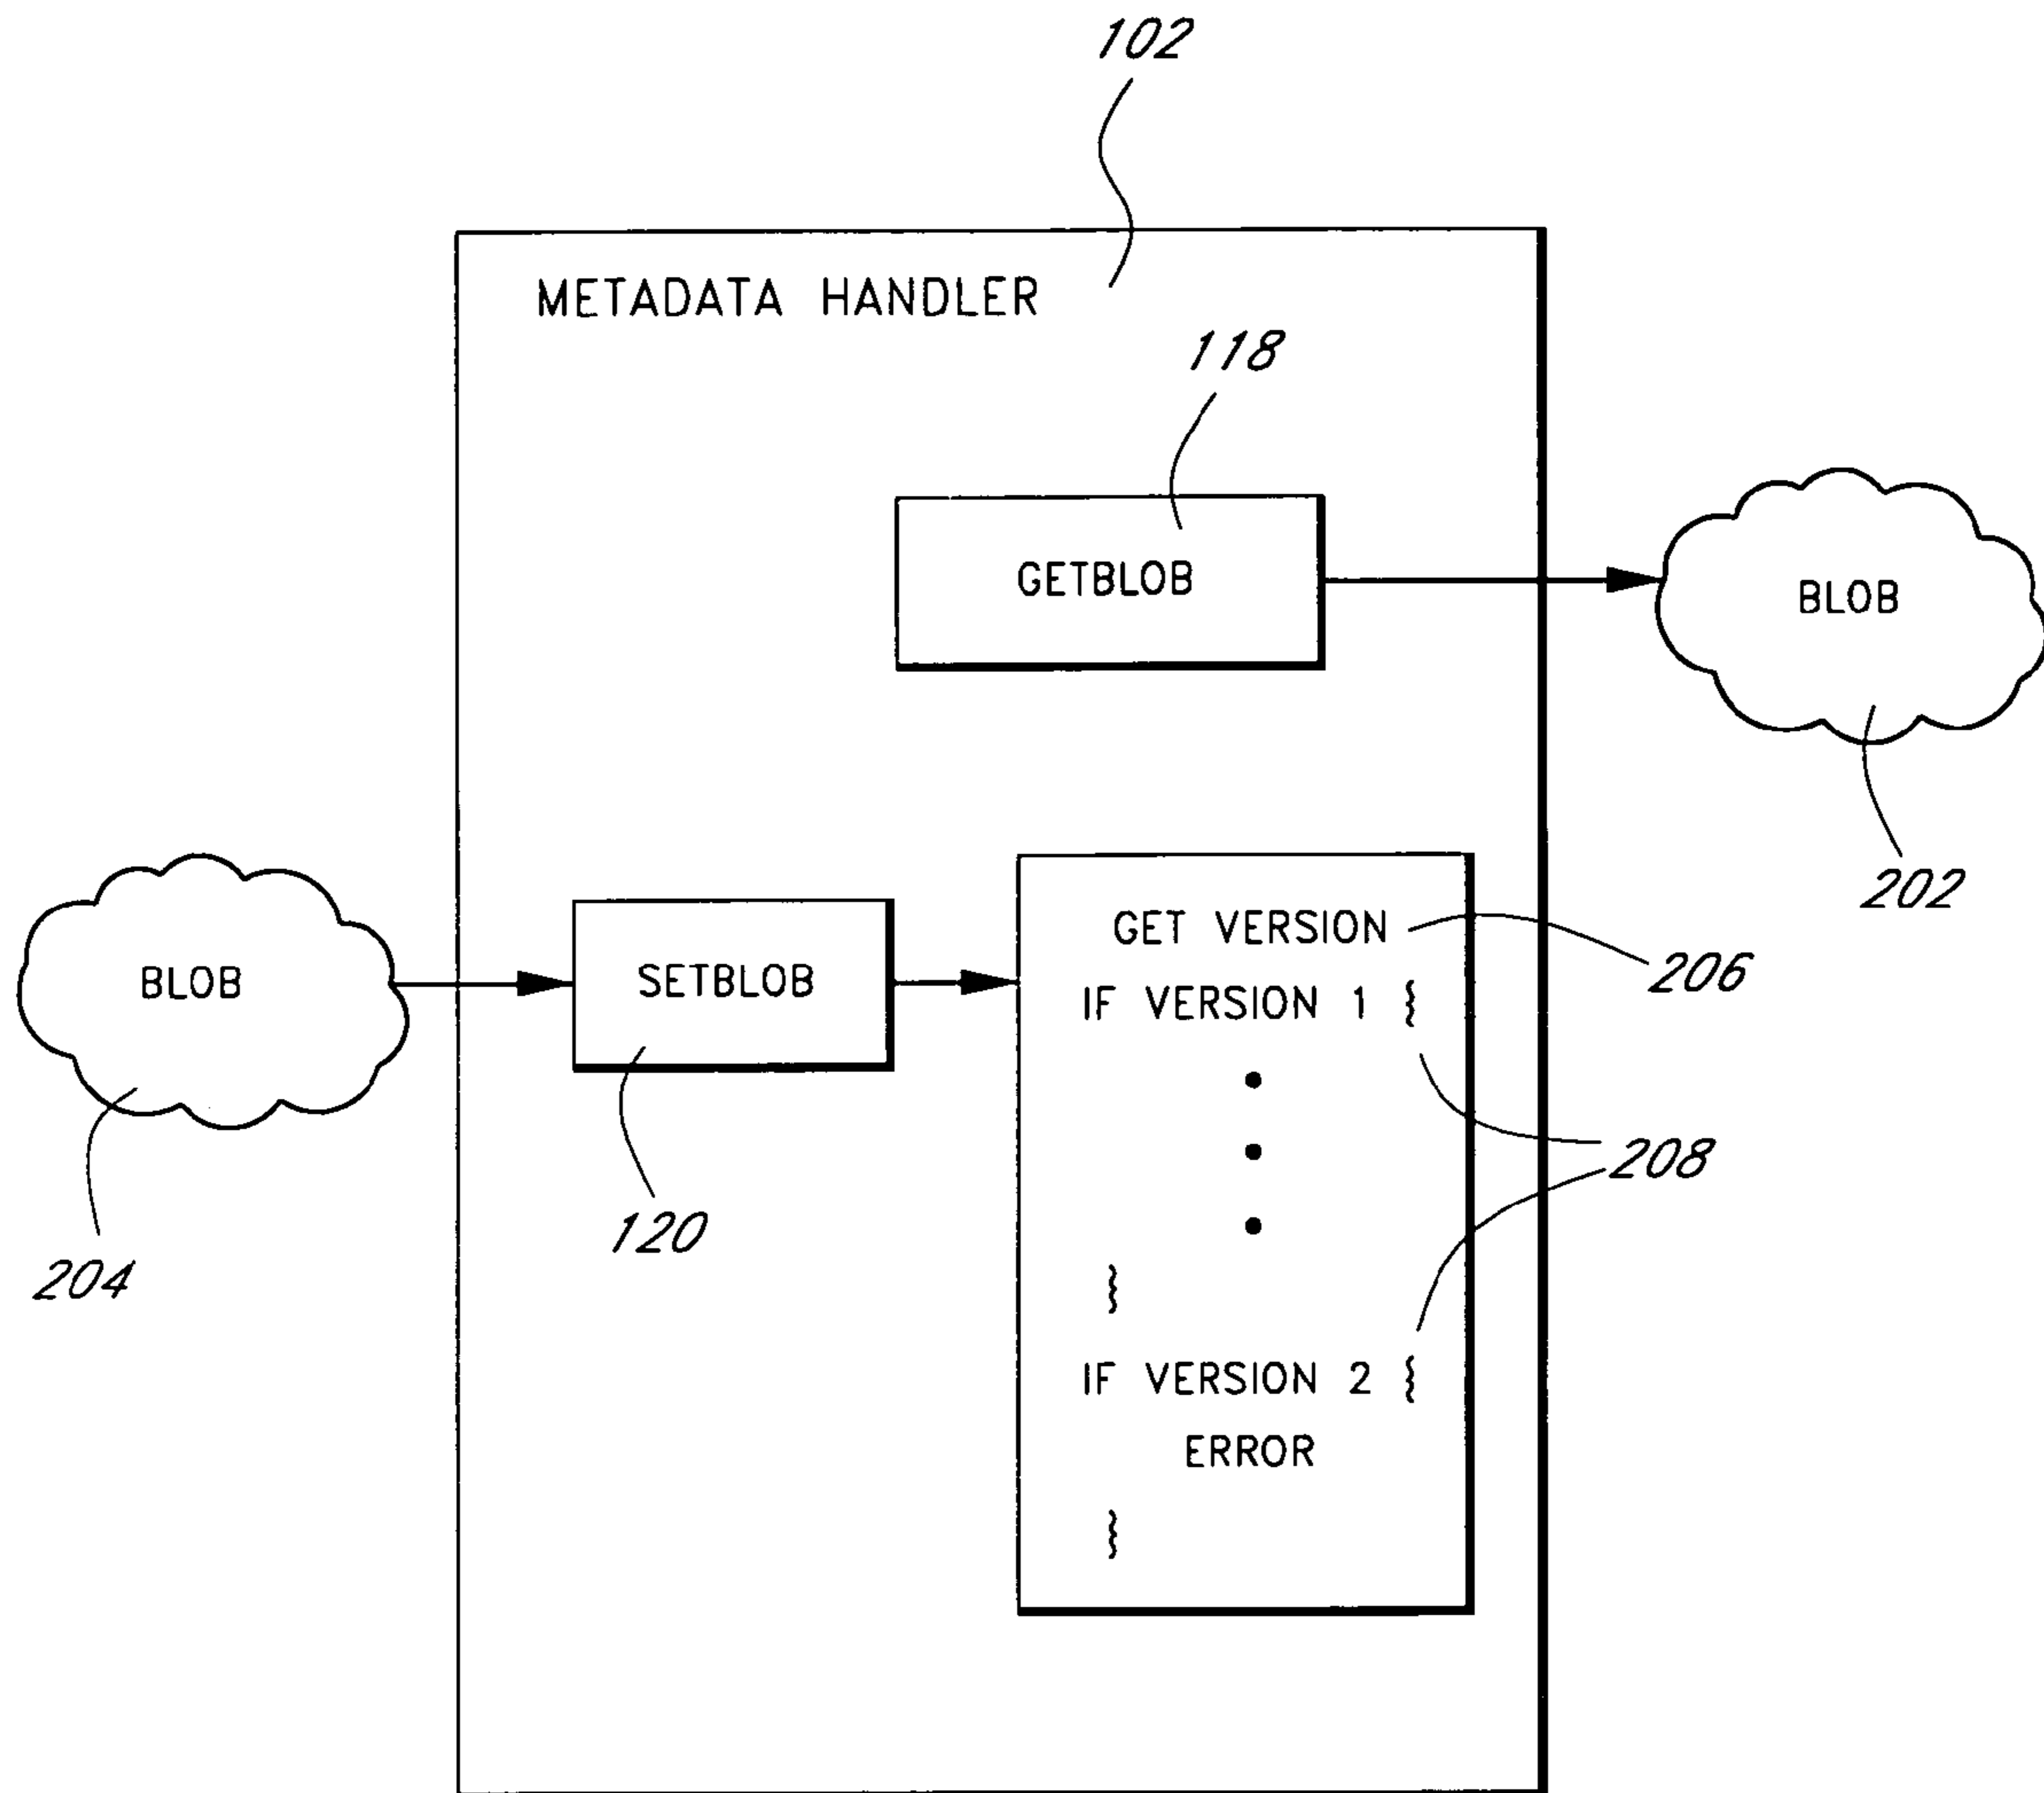 102
METADATA HANDLER
118
GETBLOB
BLOB
202
BLOB
SETBLOB
GET VERSION
206
IF VERSION 1 {
208
120
204
}
IF VERSION 2 {
ERROR
}